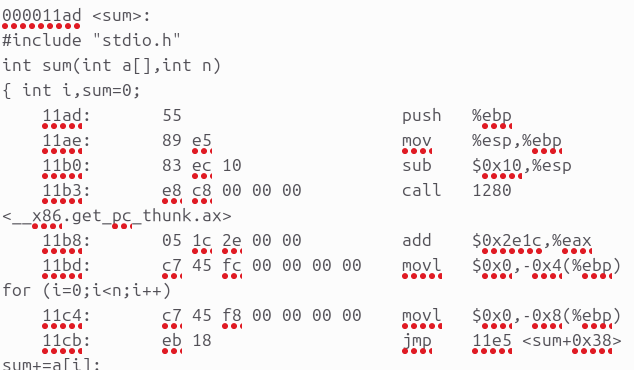 000011ad <sum>:
#include "stdio.h"
int sum(int a[],int n)
{ int i,sum=0;
    11ad:       55                      push   %ebp
    11ae:       89 e5                   mov    %esp,%ebp
    11b0:       83 ec 10                sub    $0x10,%esp
    11b3:       e8 c8 00 00 00          call   1280
<__x86.get_pc_thunk.ax>
    11b8:       05 1c 2e 00 00          add    $0x2e1c,%eax
    11bd:       c7 45 fc 00 00 00 00    movl   $0x0,-0x4(%ebp)
for (i=0;i<n;i++)
    11c4:       c7 45 f8 00 00 00 00    movl   $0x0,-0x8(%ebp)
    11cb:       eb 18                   jmp    11e5 <sum+0x38>
sum+=a[i];